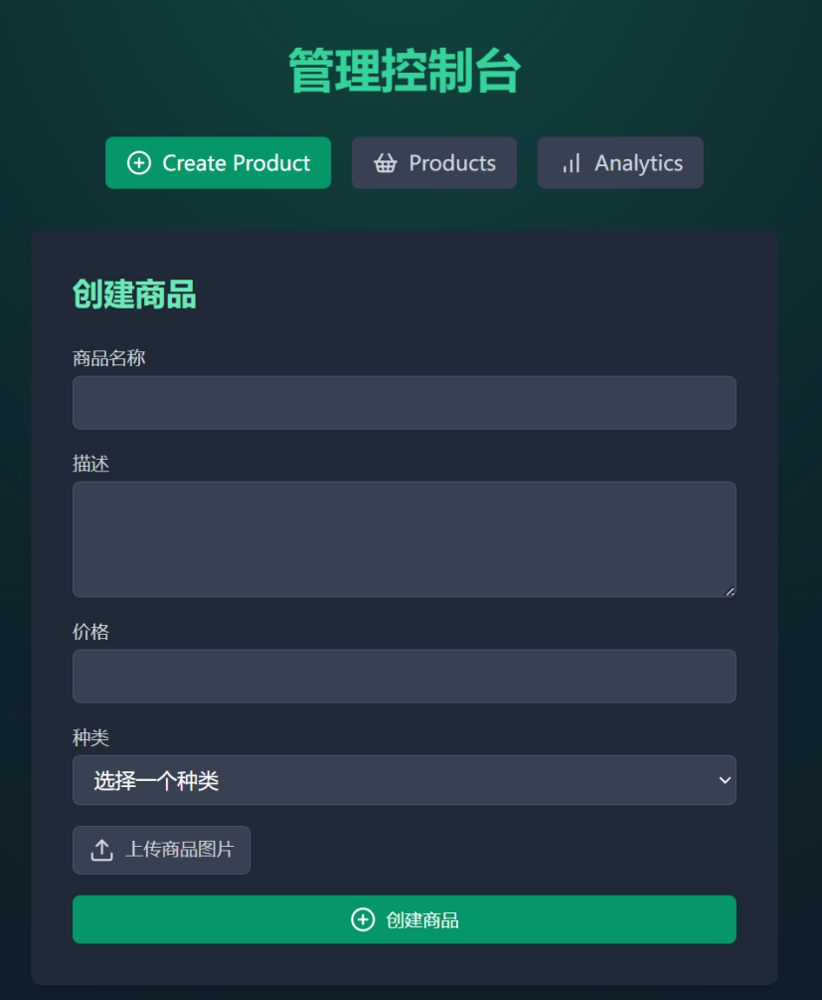 管理控制台
Create Product
Products
Analytics
创建商品
商品名称
描述
价格
种类
选择一个种类
上传商品图片
创建商品